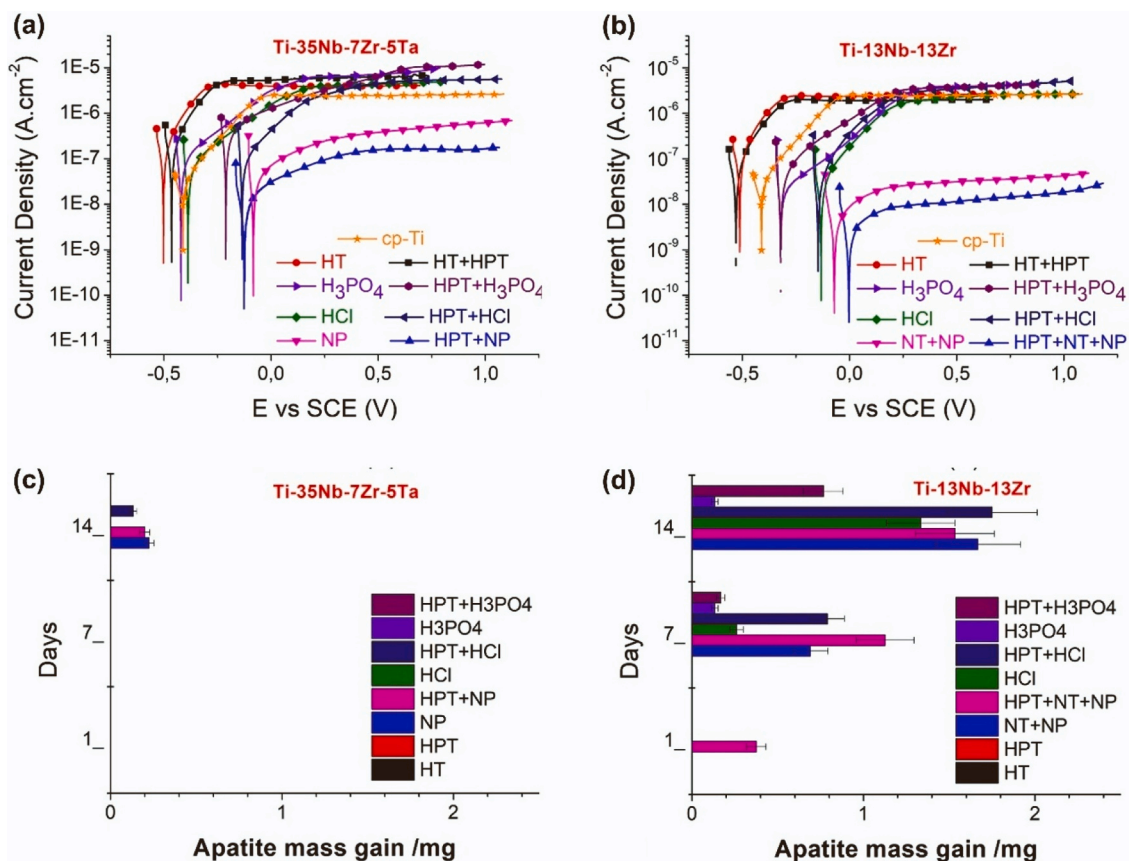 (a)
Ti-35Nb-7Zr-5Ta
Current Density (A.cm⁻²)
1E-5
1E-6
1E-7
1E-8
1E-9
1E-10
1E-11
cp-Ti
HT
HT+HPT
H₃PO₄
HPT+H₃PO₄
HCl
HPT+HCl
NP
HPT+NP
-0,5
0,0
0,5
1,0
E vs SCE (V)
(b)
Ti-13Nb-13Zr
Current Density (A.cm⁻²)
10⁻⁵
10⁻⁶
10⁻⁷
10⁻⁸
10⁻⁹
10⁻¹⁰
10⁻¹¹
cp-Ti
HT
HT+HPT
H₃PO₄
HPT+H₃PO₄
HCl
HPT+HCl
NT+NP
HPT+NT+NP
-0,5
0,0
0,5
1,0
E vs SCE (V)
(c)
Ti-35Nb-7Zr-5Ta
Days
14
7
1
HPT+H3PO4
H3PO4
HPT+HCl
HCl
HPT+NP
NP
HPT
HT
0
1
2
Apatite mass gain /mg
(d)
Ti-13Nb-13Zr
Days
14
7
1
HPT+H3PO4
H3PO4
HPT+HCl
HCl
HPT+NT+NP
NT+NP
HPT
HT
0
1
2
Apatite mass gain /mg